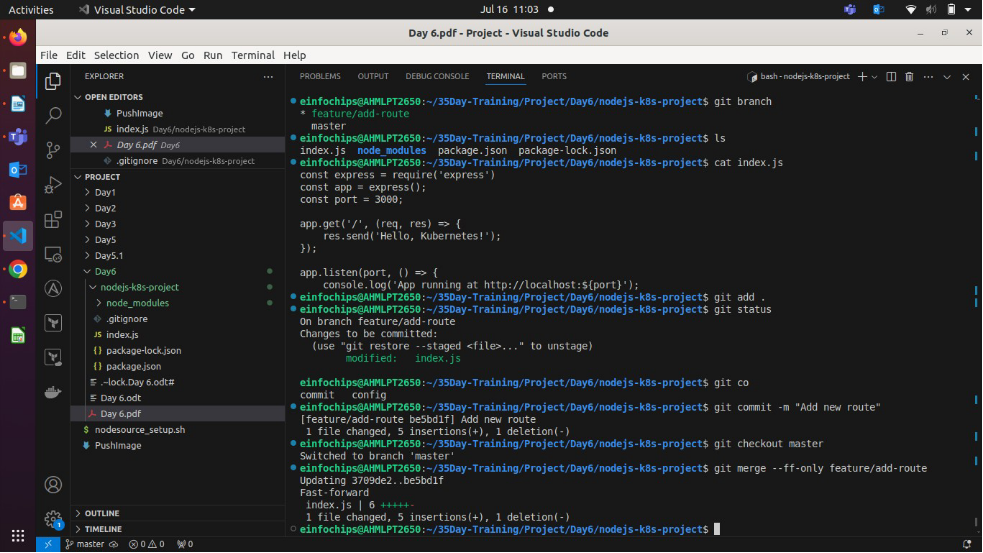 Activities
Visual Studio Code
Jul 16 11:03
Day 6.pdf - Project - Visual Studio Code
File Edit Selection View Go Run Terminal Help
EXPLORER
OPEN EDITORS
PushImage
index.js Day6/nodejs-k8s-project
Day 6.pdf Day6
.gitignore Day6/nodejs-k8s-project
PROJECT
Day1
Day2
Day3
Day5
Day5.1
Day6
nodejs-k8s-project
node_modules
.gitignore
index.js
package-lock.json
package.json
.~lock.Day 6.odt#
Day 6.odt
Day 6.pdf
nodesource_setup.sh
PushImage
OUTLINE
TIMELINE
PROBLEMS OUTPUT DEBUG CONSOLE TERMINAL PORTS
bash - nodejs-k8s-project
einfochips@AHMLPT2650:~/35Day-Training/Project/Day6/nodejs-k8s-project$ git branch
* feature/add-route
  master
einfochips@AHMLPT2650:~/35Day-Training/Project/Day6/nodejs-k8s-project$ ls
index.js  node_modules  package.json  package-lock.json
einfochips@AHMLPT2650:~/35Day-Training/Project/Day6/nodejs-k8s-project$ cat index.js
const express = require('express')
const app = express();
const port = 3000;
app.get('/', (req, res) => {
    res.send('Hello, Kubernetes!');
});
app.listen(port, () => {
    console.log('App running at http://localhost:${port}');
einfochips@AHMLPT2650:~/35Day-Training/Project/Day6/nodejs-k8s-project$ git add .
einfochips@AHMLPT2650:~/35Day-Training/Project/Day6/nodejs-k8s-project$ git status
On branch feature/add-route
Changes to be committed:
  (use "git restore --staged <file>..." to unstage)
        modified:   index.js
einfochips@AHMLPT2650:~/35Day-Training/Project/Day6/nodejs-k8s-project$ git co
commit   config
einfochips@AHMLPT2650:~/35Day-Training/Project/Day6/nodejs-k8s-project$ git commit -m "Add new route"
[feature/add-route be5bd1f] Add new route
 1 file changed, 5 insertions(+), 1 deletion(-)
einfochips@AHMLPT2650:~/35Day-Training/Project/Day6/nodejs-k8s-project$ git checkout master
Switched to branch 'master'
einfochips@AHMLPT2650:~/35Day-Training/Project/Day6/nodejs-k8s-project$ git merge --ff-only feature/add-route
Updating 3709de2..be5bd1f
Fast-forward
 index.js | 6 +++++-
 1 file changed, 5 insertions(+), 1 deletion(-)
einfochips@AHMLPT2650:~/35Day-Training/Project/Day6/nodejs-k8s-project$
1
master 0 0 0